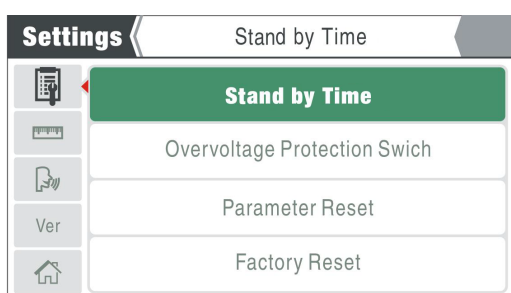 Settings
Stand by Time
Stand by Time
Overvoltage Protection Swich
Parameter Reset
Ver
Factory Reset